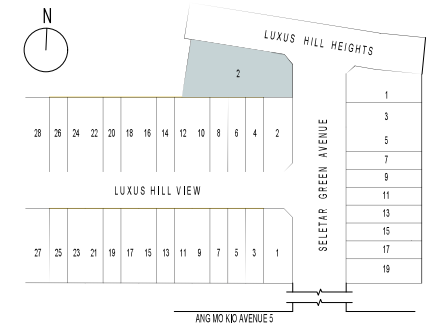 N
LUXUS HILL HEIGHTS
2
1
3
5
7
9
11
13
15
17
19
28 26 24 22 20 18 16 14 12 10 8 6 4 2
SELETAR GREEN AVENUE
LUXUS HILL VIEW
27 25 23 21 19 17 15 13 11 9 7 5 3 1
ANG MO KIO AVENUE 5